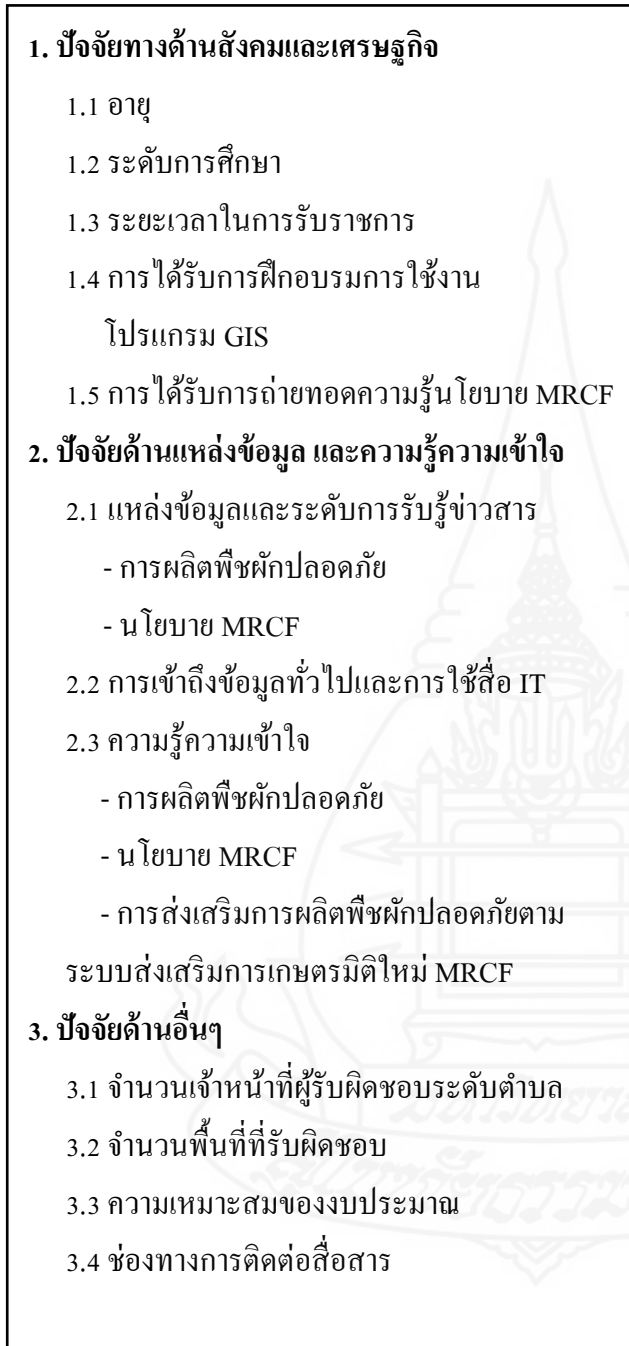 1. ปัจจัยทางด้านสังคมและเศรษฐกิจ
1.1 อายุ
1.2 ระดับการศึกษา
1.3 ระยะเวลาในการรับราชการ
1.4 การได้รับการฝึกอบรมการใช้งาน
โปรแกรม GIS
1.5 การได้รับการถ่ายทอดความรู้นโยบาย MRCF
2. ปัจจัยด้านแหล่งข้อมูล และความรู้ความเข้าใจ
2.1 แหล่งข้อมูลและระดับการรับรู้ข่าวสาร
- การผลิตพืชผักปลอดภัย
- นโยบาย MRCF
2.2 การเข้าถึงข้อมูลทั่วไปและการใช้สื่อ IT
2.3 ความรู้ความเข้าใจ
- การผลิตพืชผักปลอดภัย
- นโยบาย MRCF
- การส่งเสริมการผลิตพืชผักปลอดภัยตาม
ระบบส่งเสริมการเกษตรมิติใหม่ MRCF
3. ปัจจัยด้านอื่นๆ
3.1 จำนวนเจ้าหน้าที่ผู้รับผิดชอบระดับตำบล
3.2 จำนวนพื้นที่ที่รับผิดชอบ
3.3 ความเหมาะสมของงบประมาณ
3.4 ช่องทางการติดต่อสื่อสาร